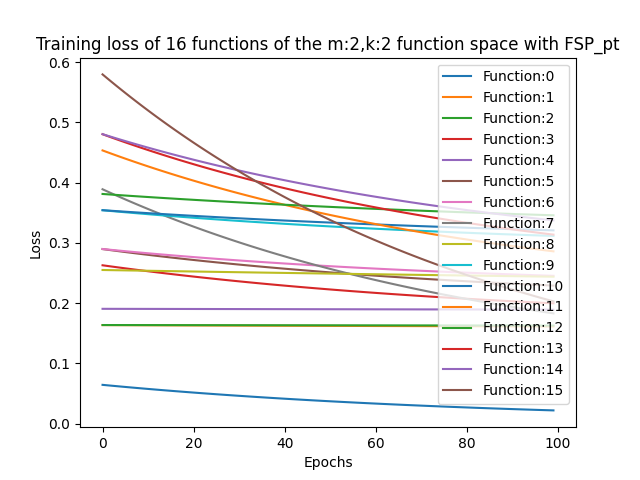 Training loss of 16 functions of the m:2,k:2 function space with FSP_pt
0.6
0.5
0.4
0.3
0.2
0.1
0.0
Loss
0 20 40 60 80 100
Epochs
Function:0
Function:1
Function:2
Function:3
Function:4
Function:5
Function:6
Function:7
Function:8
Function:9
Function:10
Function:11
Function:12
Function:13
Function:14
Function:15